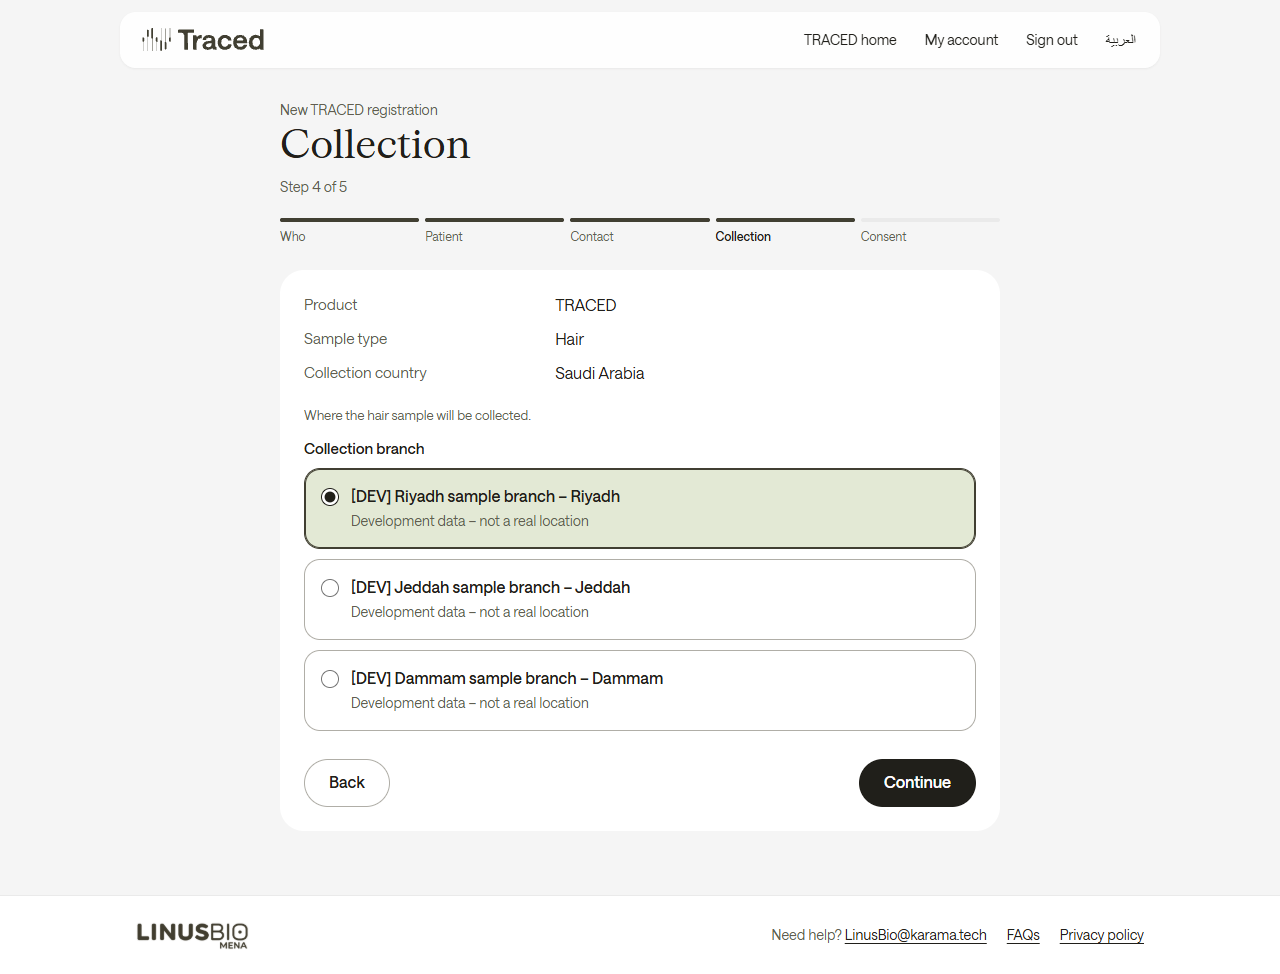 Traced
TRACED home
My account
Sign out
العربية
New TRACED registration
Collection
Step 4 of 5
Who
Patient
Contact
Collection
Consent
Product
TRACED
Sample type
Hair
Collection country
Saudi Arabia
Where the hair sample will be collected.
Collection branch
[DEV] Riyadh sample branch – Riyadh
Development data – not a real location
[DEV] Jeddah sample branch – Jeddah
Development data – not a real location
[DEV] Dammam sample branch – Dammam
Development data – not a real location
Back
Continue
LINUSBIO
MENA
Need help? LinusBio@karama.tech
FAQs
Privacy policy